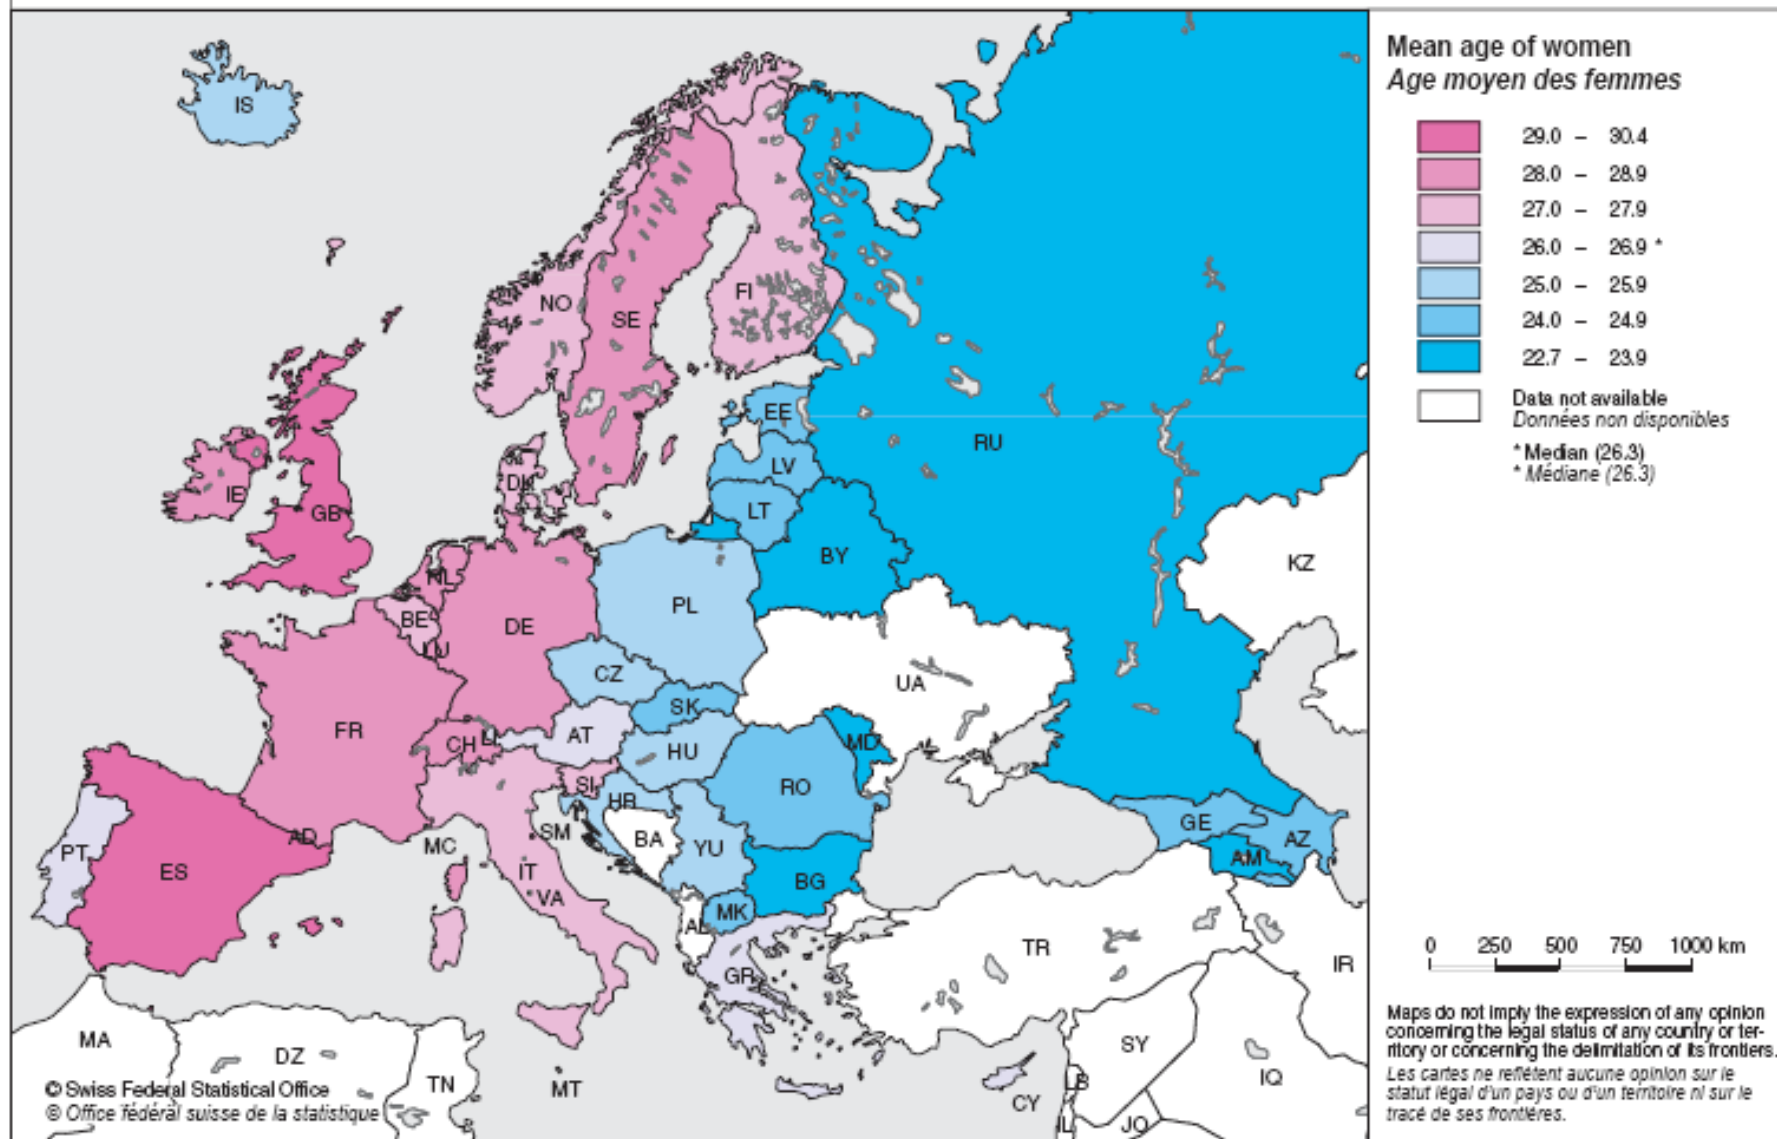 Mean age of women
Age moyen des femmes
29.0 – 30.4
28.0 – 28.9
27.0 – 27.9
26.0 – 26.9 *
25.0 – 25.9
24.0 – 24.9
22.7 – 23.9
Data not available
Données non disponibles
* Median (26.3)
* Médiane (26.3)
IS
NO
SE
FI
EE
RU
LV
LT
DK
IE
GB
BY
KZ
NL
PL
BE
DE
LU
CZ
UA
SK
FR
CH
LI
AT
HU
MD
SI
HR
RO
AD
SM
BA
YU
GE
AZ
PT
MC
ES
IT
VA
BG
AM
MK
AL
TR
GR
IR
MA
DZ
TN
MT
CY
SY
LB
IQ
IL
JO
0 250 500 750 1000 km
Maps do not imply the expression of any opinion
concerning the legal status of any country or ter-
ritory or concerning the delimitation of its frontiers.
Les cartes ne reflètent aucune opinion sur le
statut légal d'un pays ou d'un territoire ni sur le
tracé de ses frontières.
© Swiss Federal Statistical Office
© Office fédéral suisse de la statistique